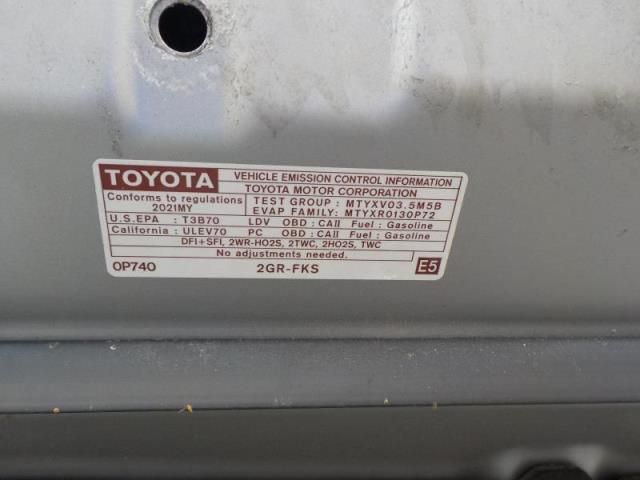 TOYOTA VEHICLE EMISSION CONTROL INFORMATION
TOYOTA MOTOR CORPORATION
Conforms to regulations TEST GROUP : MTYXV03.5M5B
2021MY EVAP FAMILY: MTYXR0130P72
U.S.EPA : T3B70 LDV OBD : CAII Fuel : Gasoline
California : ULEV70 PC OBD : CAII Fuel : Gasoline
DFI+SFI, 2WR-HO2S, 2TWC, 2HO2S, TWC
No adjustments needed.
0P740 2GR-FKS E5